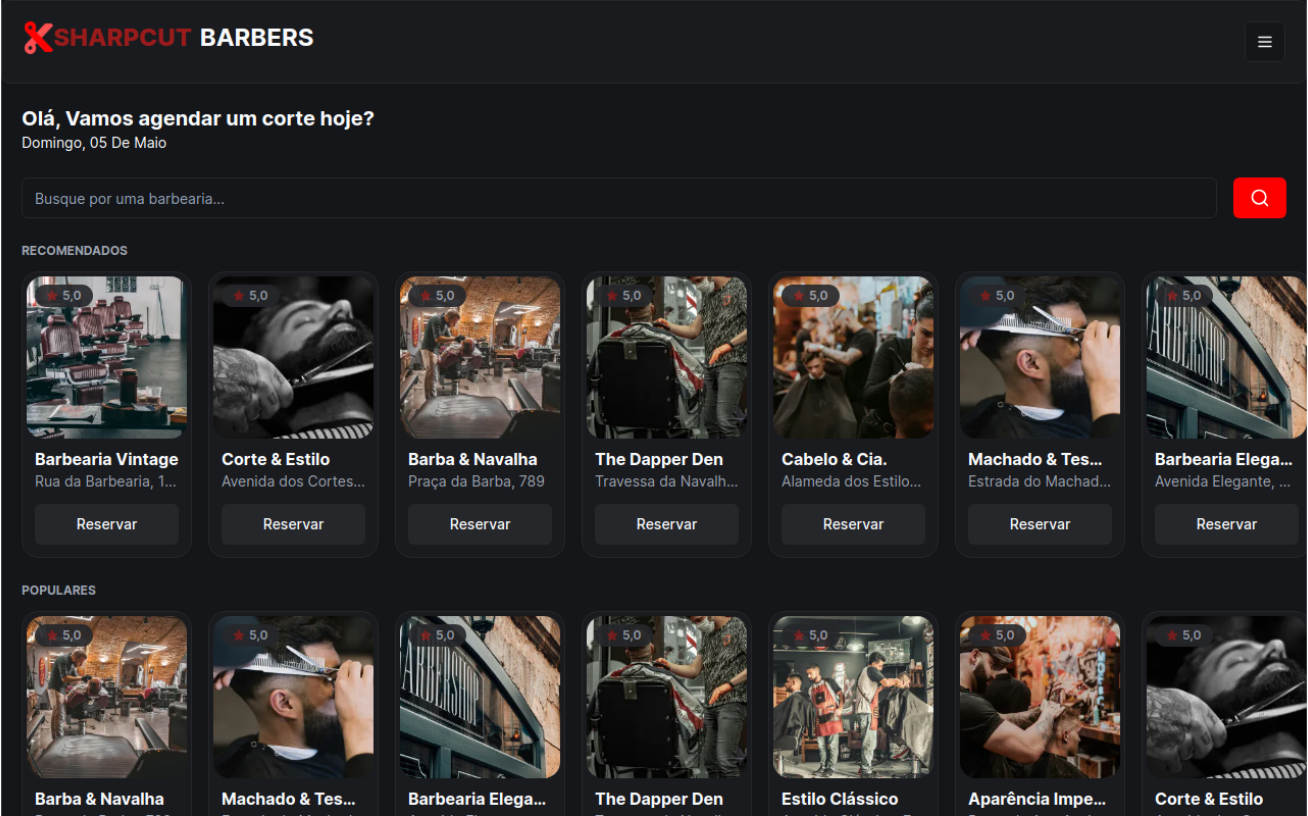 SHARPCUT BARBERS
Olá, Vamos agendar um corte hoje?
Domingo, 05 De Maio
Busque por uma barbearia...
RECOMENDADOS
5,0 5,0 5,0 5,0 5,0 5,0 5,0
Barbearia Vintage Corte & Estilo Barba & Navalha The Dapper Den Cabelo & Cia. Machado & Tes... Barbearia Elega...
Rua da Barbearia, 1... Avenida dos Cortes... Praça da Barba, 789 Travessa da Navalh... Alameda dos Estilo... Estrada do Machad... Avenida Elegante, ...
Reservar Reservar Reservar Reservar Reservar Reservar Reservar
POPULARES
5,0 5,0 5,0 5,0 5,0 5,0 5,0
Barba & Navalha Machado & Tes... Barbearia Elega... The Dapper Den Estilo Clássico Aparência Impe... Corte & Estilo